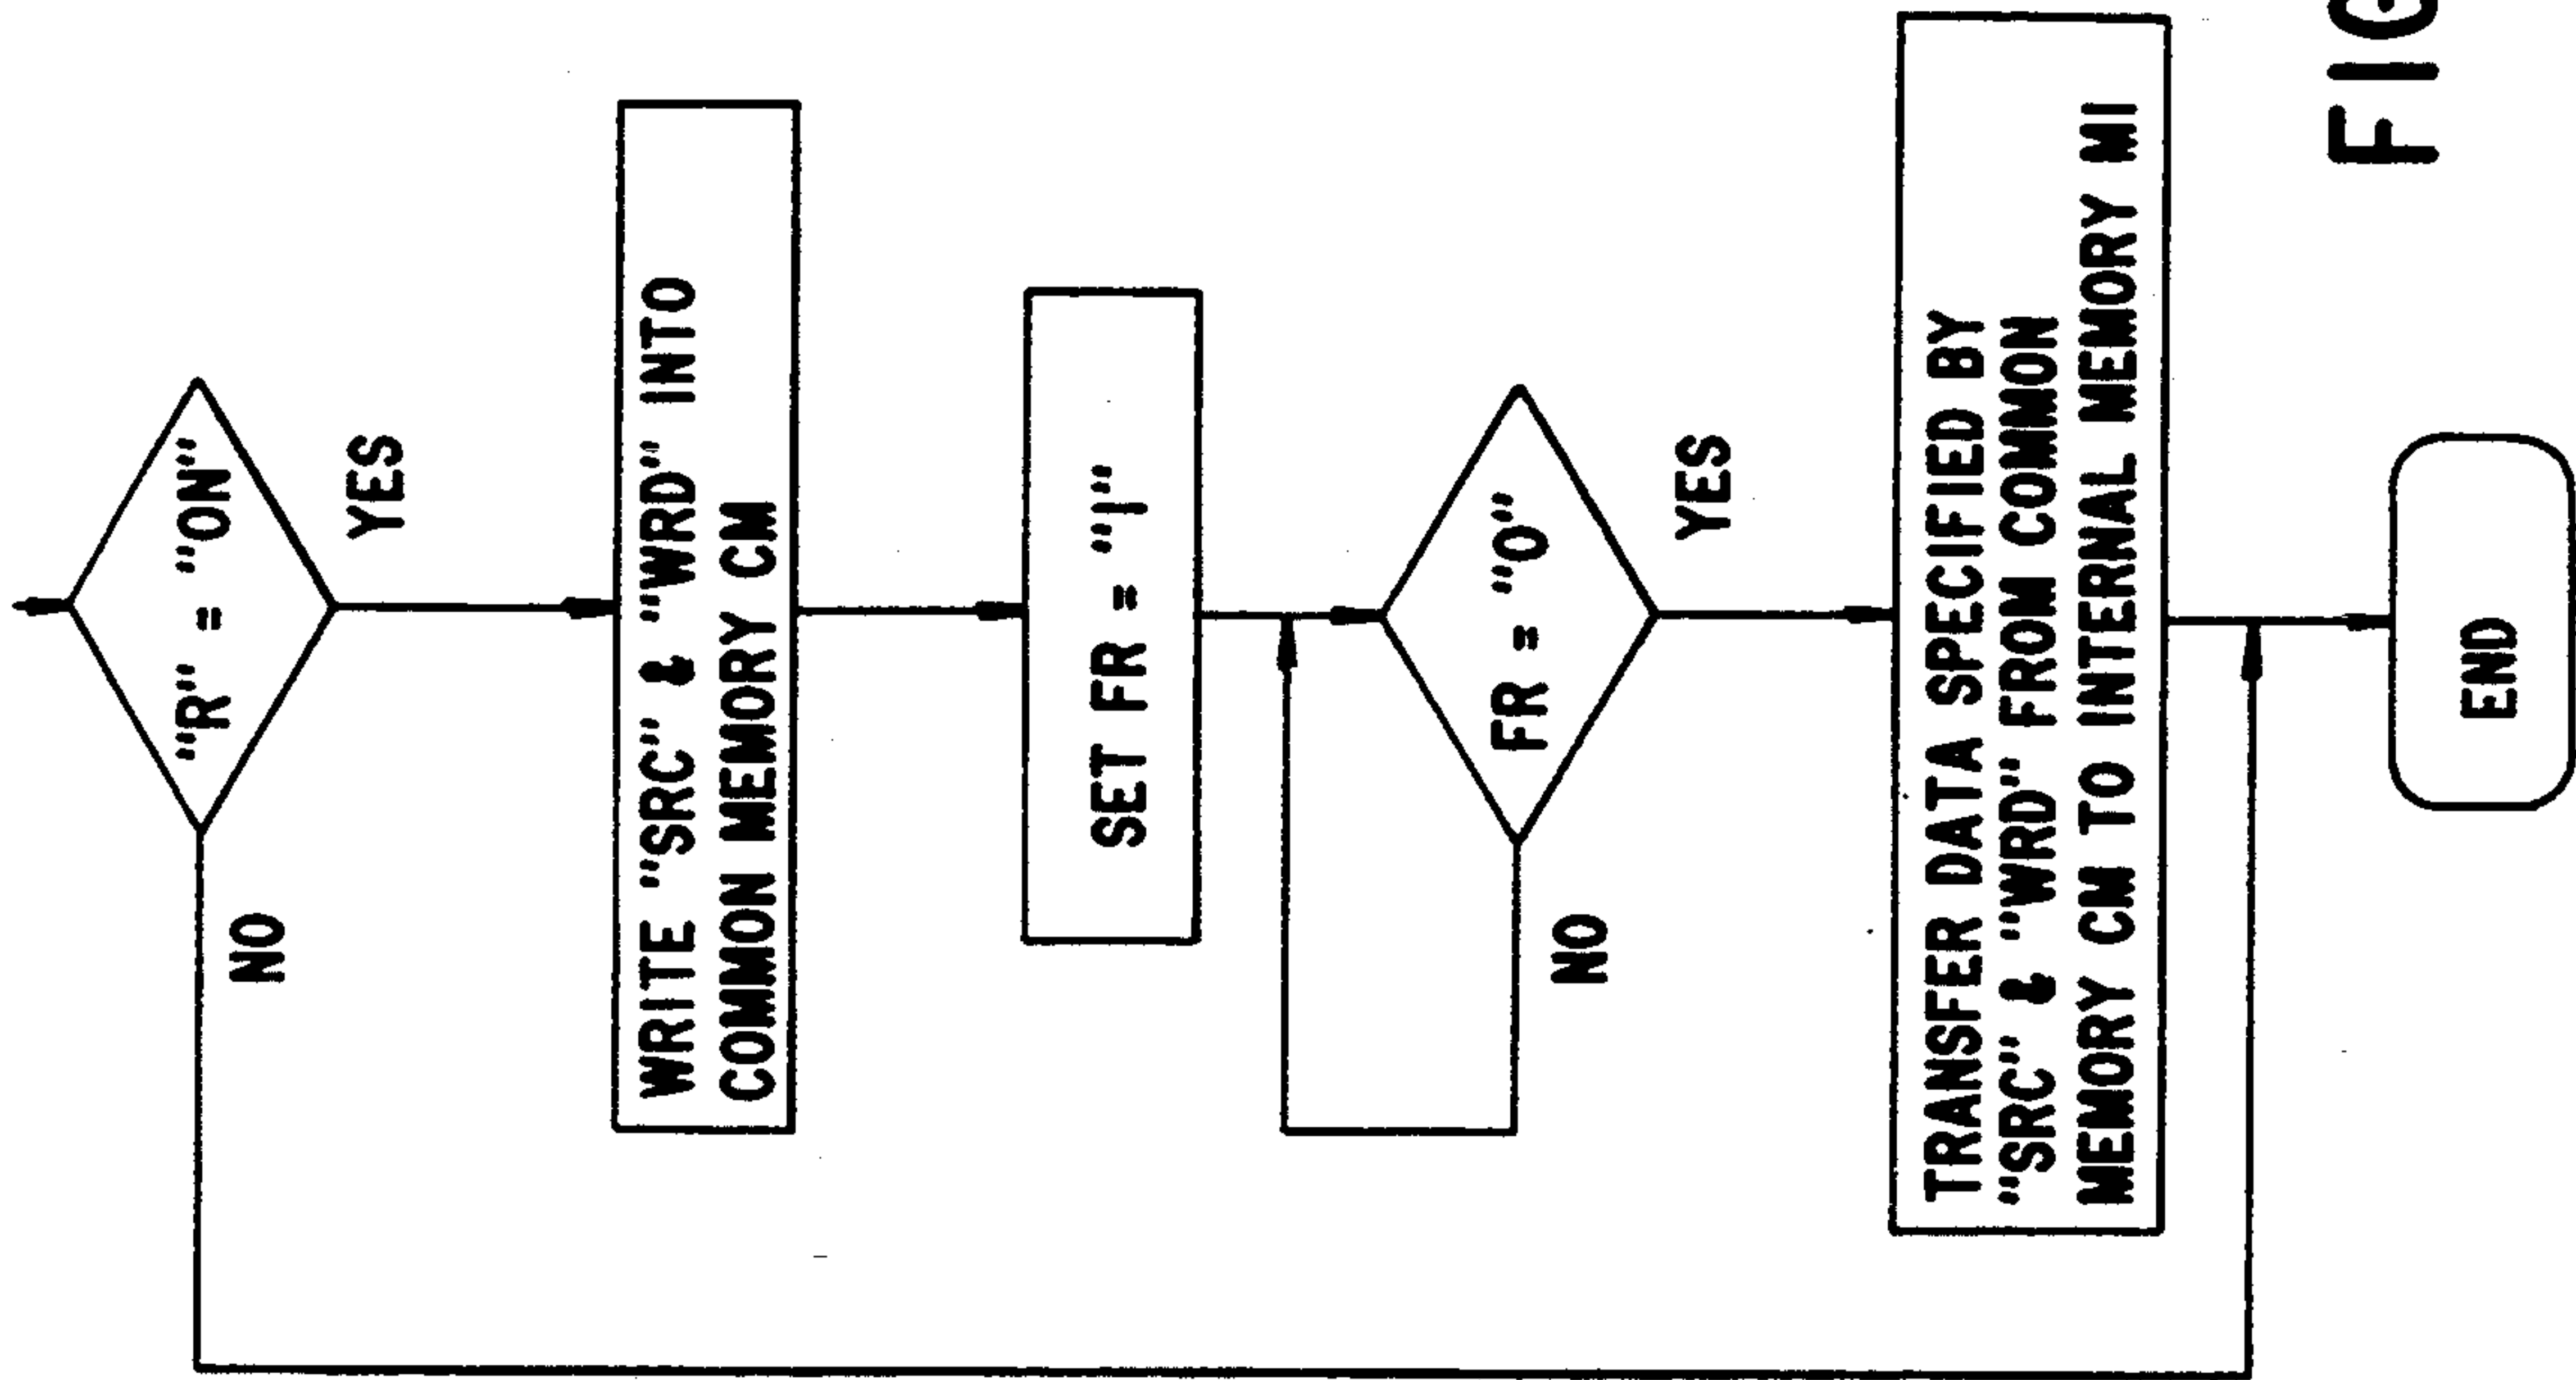 "R" = "ON"
YES
NO
WRITE "SRC" & "WRD" INTO
COMMON MEMORY CM
SET FR = "1"
FR = "0"
YES
NO
TRANSFER DATA SPECIFIED BY
"SRC" & "WRD" FROM COMMON
MEMORY CM TO INTERNAL MEMORY MI
END